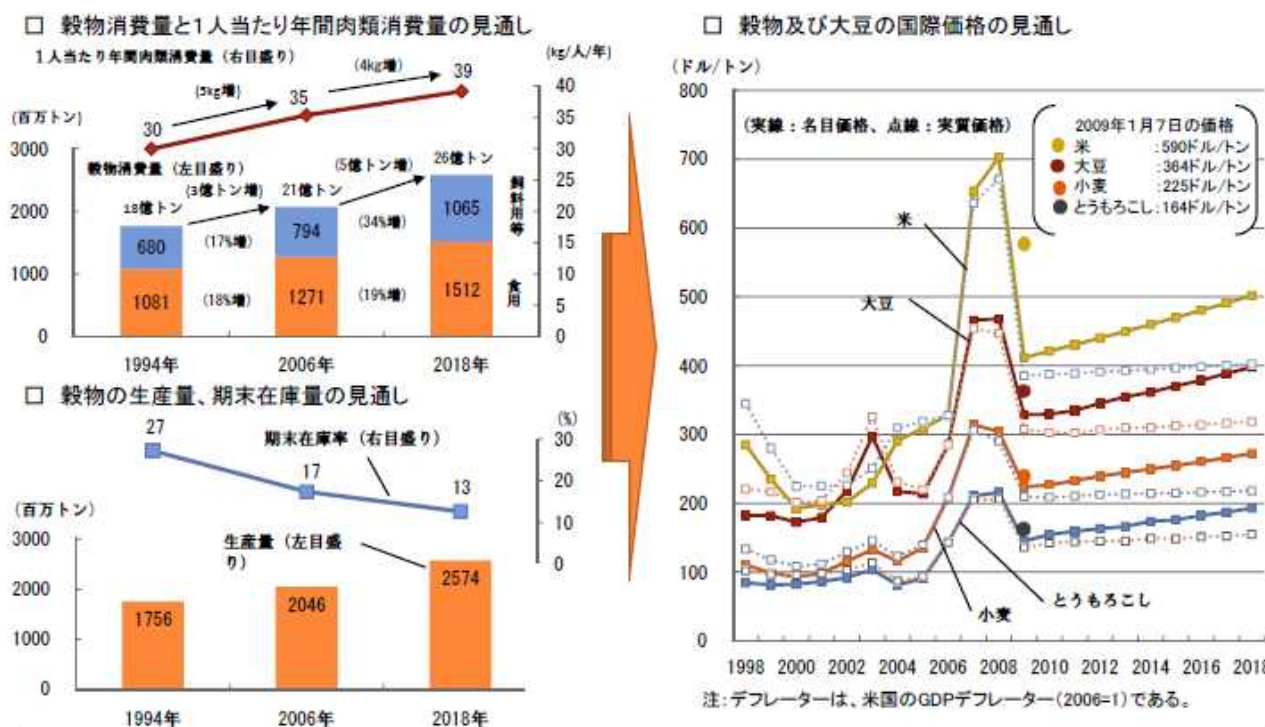 □ 穀物消費量と1人当たり年間肉類消費量の見通し
1人当たり年間肉類消費量（右目盛り）
(kg/人/年)
(百万トン)
(5kg増)
(4kg増)
30
35
39
穀物消費量（左目盛り）
18億トン
(3億トン増)
21億トン
(5億トン増)
26億トン
680
(17%増)
794
(34%増)
1065
飼料用等
1081
(18%増)
1271
(19%増)
1512
食用
3000
2000
1000
0
40
35
30
25
20
15
10
5
0
1994年
2006年
2018年
□ 穀物の生産量、期末在庫量の見通し
27
17
13
期末在庫率（右目盛り）
(%)
30
20
10
0
(百万トン)
生産量（左目盛り）
3000
2000
1000
0
1756
2046
2574
1994年
2006年
2018年
□ 穀物及び大豆の国際価格の見通し
(ドル/トン)
800
700
600
500
400
300
200
100
0
(実線：名目価格、点線：実質価格)
2009年1月7日の価格
米 ：590ドル/トン
大豆 ：364ドル/トン
小麦 ：225ドル/トン
とうもろこし：164ドル/トン
米
大豆
小麦
とうもろこし
1998 2000 2002 2004 2006 2008 2010 2012 2014 2016 2018
注：デフレーターは、米国のGDPデフレーター(2006=1)である。